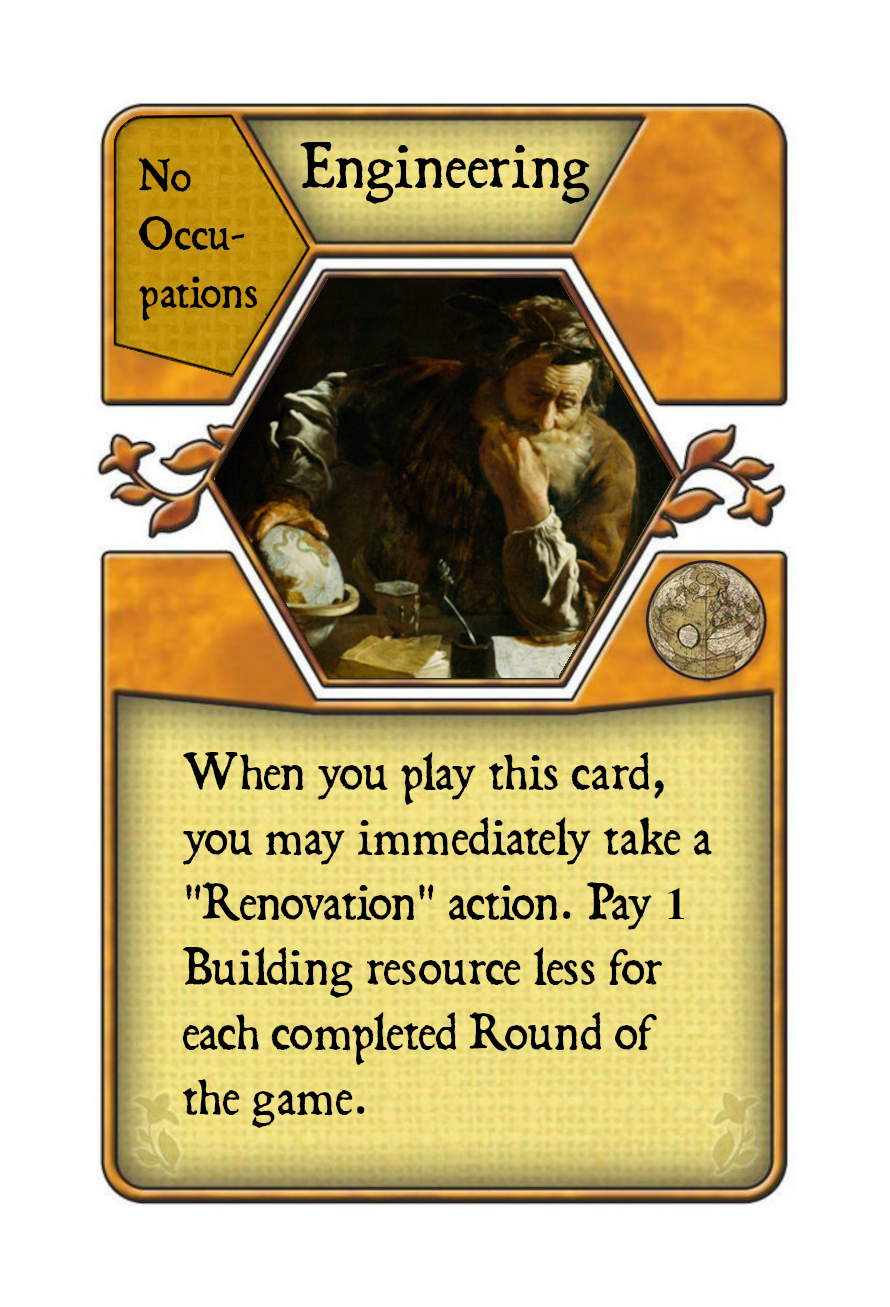 No
Occu-
pations
Engineering
When you play this card,
you may immediately take a
"Renovation" action. Pay 1
Building resource less for
each completed Round of
the game.